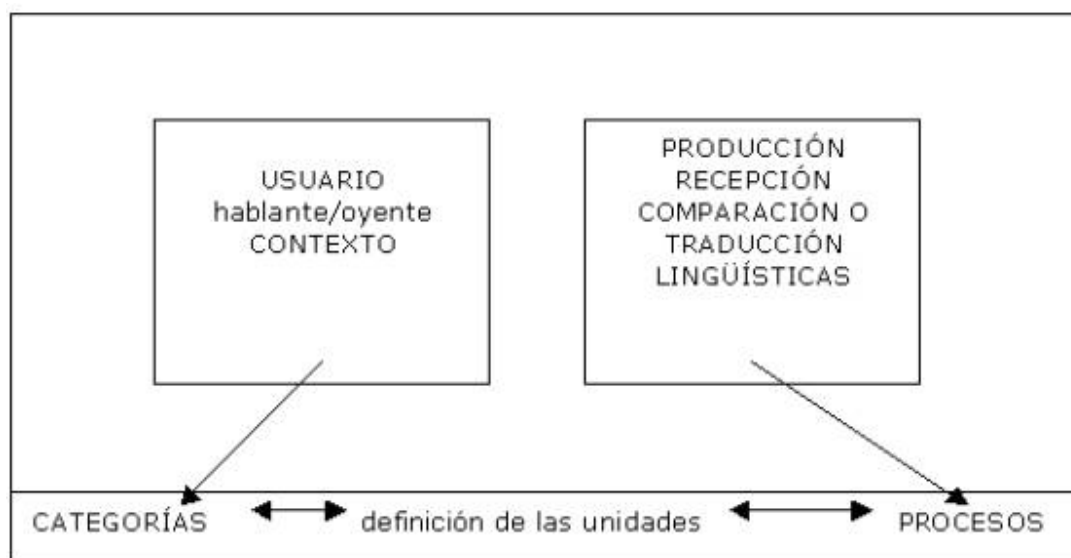 USUARIO
hablante/oyente
CONTEXTO
PRODUCCIÓN
RECEPCIÓN
COMPARACIÓN O
TRADUCCIÓN
LINGÜÍSTICAS
CATEGORÍAS
definición de las unidades
PROCESOS